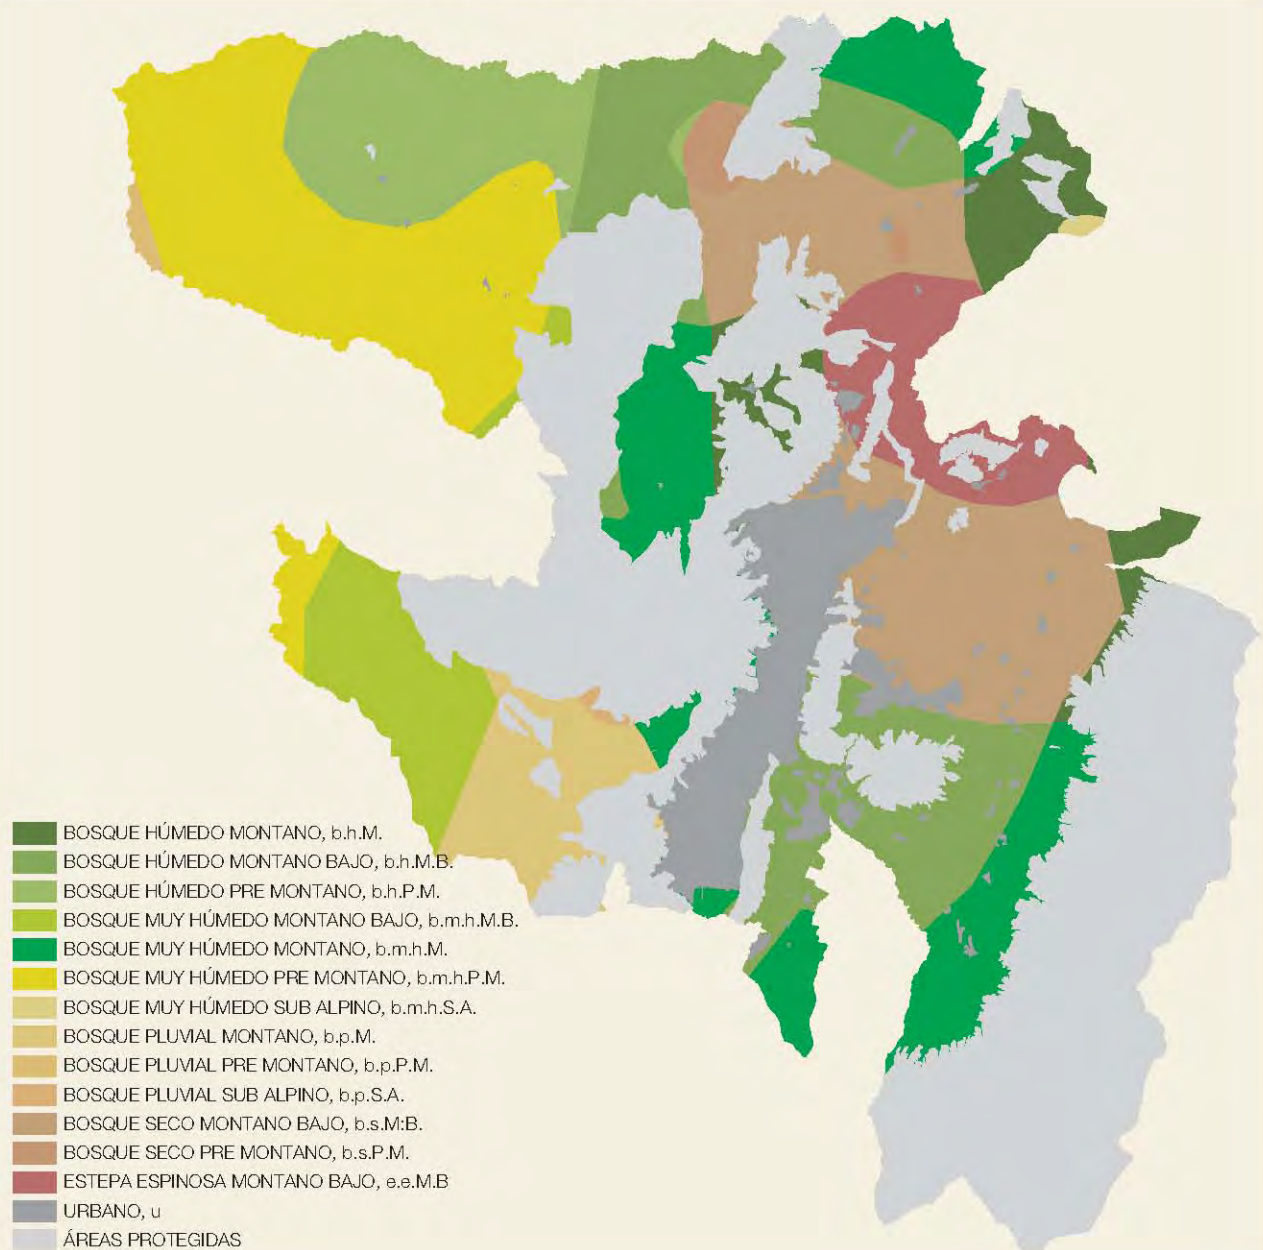 BOSQUE HÚMEDO MONTANO, b.h.M.
BOSQUE HÚMEDO MONTANO BAJO, b.h.M.B.
BOSQUE HÚMEDO PRE MONTANO, b.h.P.M.
BOSQUE MUY HÚMEDO MONTANO BAJO, b.m.h.M.B.
BOSQUE MUY HÚMEDO MONTANO, b.m.h.M.
BOSQUE MUY HÚMEDO PRE MONTANO, b.m.h.P.M.
BOSQUE MUY HÚMEDO SUB ALPINO, b.m.h.S.A.
BOSQUE PLUVIAL MONTANO, b.p.M.
BOSQUE PLUVIAL PRE MONTANO, b.p.P.M.
BOSQUE PLUVIAL SUB ALPINO, b.p.S.A.
BOSQUE SECO MONTANO BAJO, b.s.M:B.
BOSQUE SECO PRE MONTANO, b.s.P.M.
ESTEPA ESPINOSA MONTANO BAJO, e.e.M.B
URBANO, u
ÁREAS PROTEGIDAS